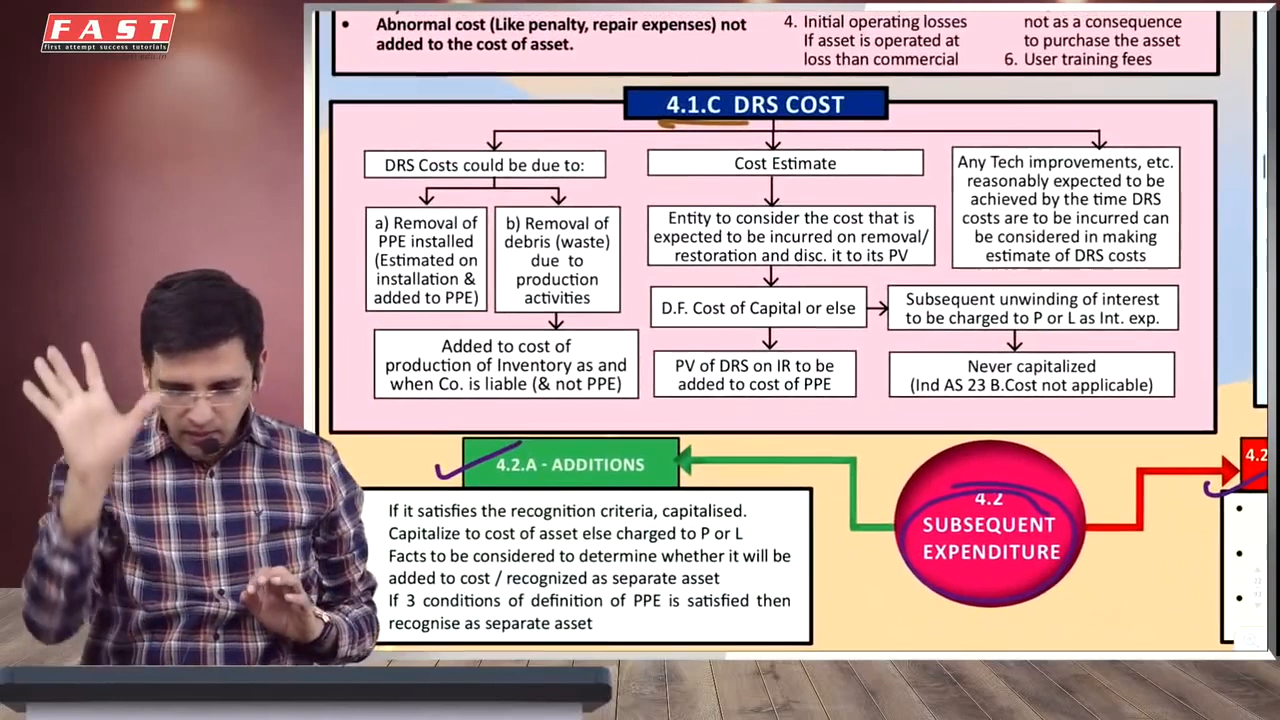 FAST
first attempt success tutorials
Abnormal cost (Like penalty, repair expenses) not
added to the cost of asset.
4. Initial operating losses
If asset is operated at
loss than commercial
not as a consequence
to purchase the asset
6. User training fees
4.1.C DRS COST
DRS Costs could be due to:
a) Removal of
PPE installed
(Estimated on
installation &
added to PPE)
b) Removal of
debris (waste)
due to
production
activities
Added to cost of
production of Inventory as and
when Co. is liable (& not PPE)
Cost Estimate
Entity to consider the cost that is
expected to be incurred on removal/
restoration and disc. it to its PV
D.F. Cost of Capital or else
PV of DRS on IR to be
added to cost of PPE
Any Tech improvements, etc.
reasonably expected to be
achieved by the time DRS
costs are to be incurred can
be considered in making
estimate of DRS costs
Subsequent unwinding of interest
to be charged to P or L as Int. exp.
Never capitalized
(Ind AS 23 B.Cost not applicable)
4.2.A - ADDITIONS
If it satisfies the recognition criteria, capitalised.
Capitalize to cost of asset else charged to P or L
Facts to be considered to determine whether it will be
added to cost / recognized as separate asset
If 3 conditions of definition of PPE is satisfied then
recognise as separate asset
4.2
SUBSEQUENT
EXPENDITURE
4.2